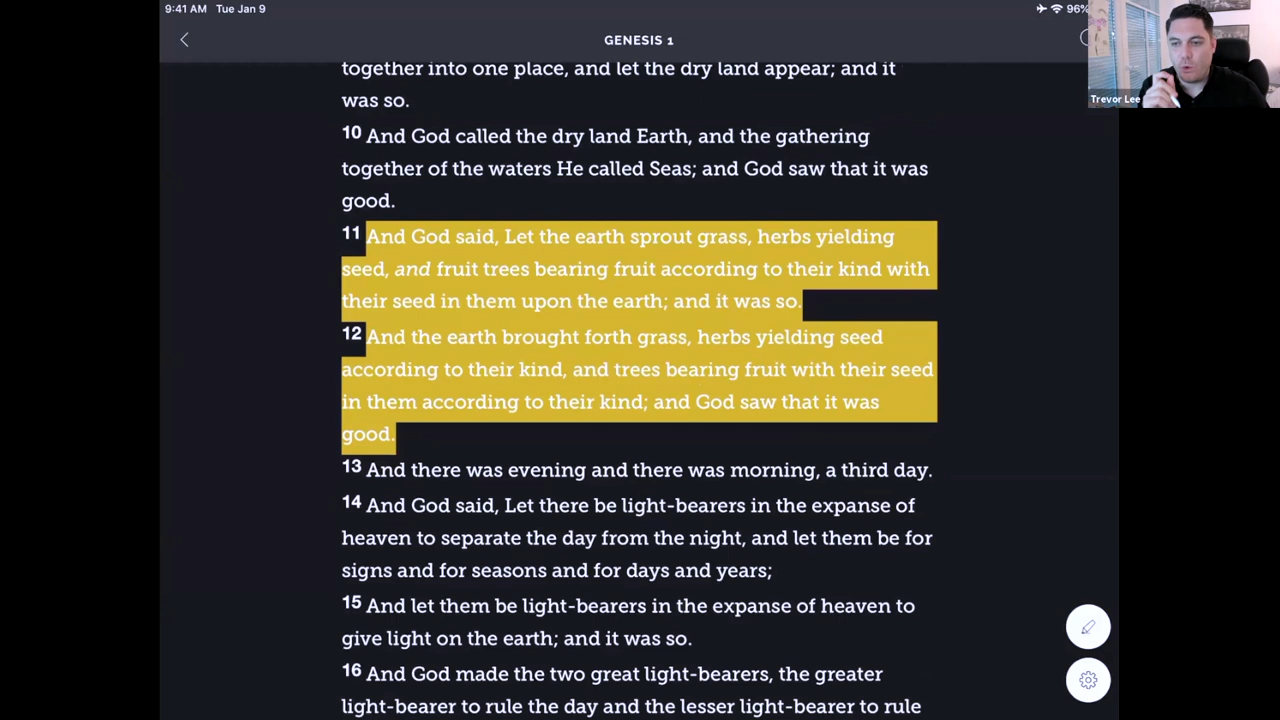 9:41 AM Tue Jan 9
96%
GENESIS 1
Trevor Lee
together into one place, and let the dry land appear; and it
was so.
10 And God called the dry land Earth, and the gathering
together of the waters He called Seas; and God saw that it was
good.
11 And God said, Let the earth sprout grass, herbs yielding
seed, and fruit trees bearing fruit according to their kind with
their seed in them upon the earth; and it was so.
12 And the earth brought forth grass, herbs yielding seed
according to their kind, and trees bearing fruit with their seed
in them according to their kind; and God saw that it was
good.
13 And there was evening and there was morning, a third day.
14 And God said, Let there be light-bearers in the expanse of
heaven to separate the day from the night, and let them be for
signs and for seasons and for days and years;
15 And let them be light-bearers in the expanse of heaven to
give light on the earth; and it was so.
16 And God made the two great light-bearers, the greater
light-bearer to rule the day and the lesser light-bearer to rule